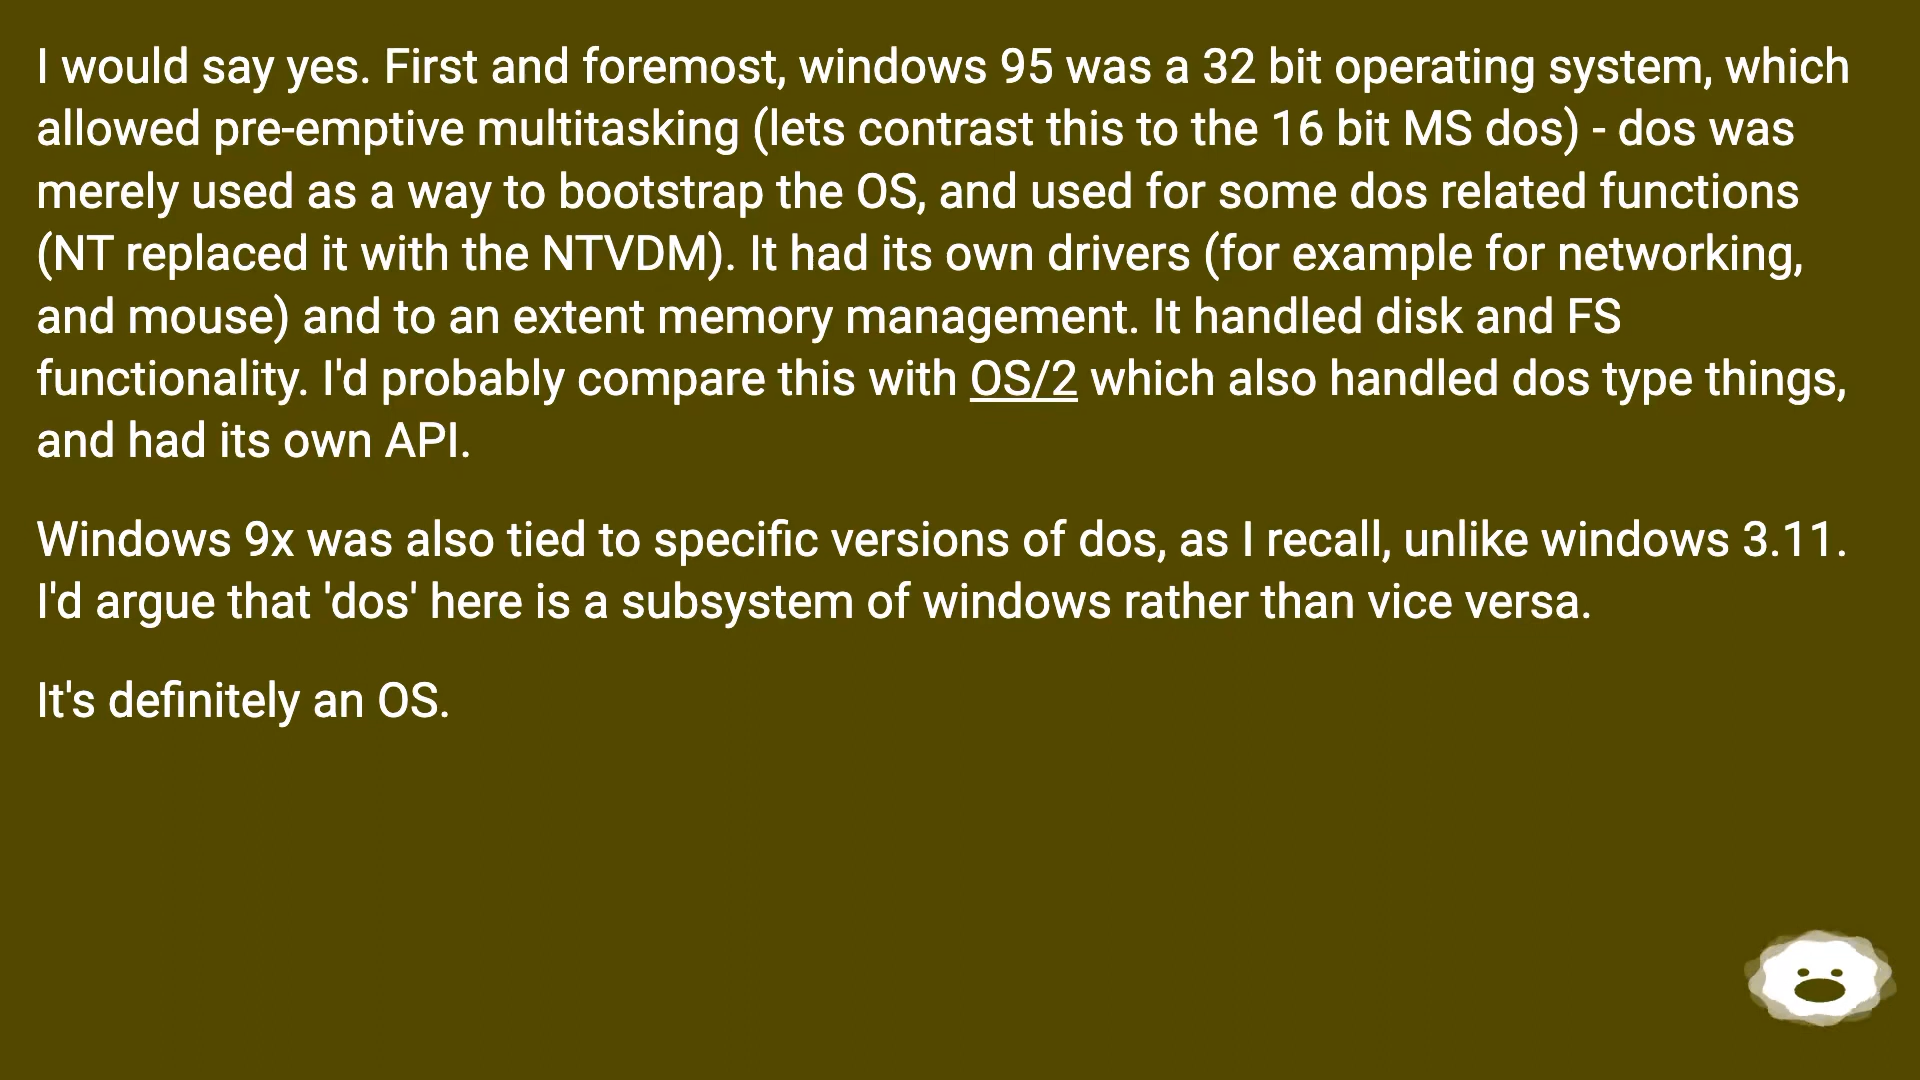 I would say yes. First and foremost, windows 95 was a 32 bit operating system, which
allowed pre-emptive multitasking (lets contrast this to the 16 bit MS dos) - dos was
merely used as a way to bootstrap the OS, and used for some dos related functions
(NT replaced it with the NTVDM). It had its own drivers (for example for networking,
and mouse) and to an extent memory management. It handled disk and FS
functionality. I'd probably compare this with OS/2 which also handled dos type things,
and had its own API.
Windows 9x was also tied to specific versions of dos, as I recall, unlike windows 3.11.
I'd argue that 'dos' here is a subsystem of windows rather than vice versa.
It's definitely an OS.